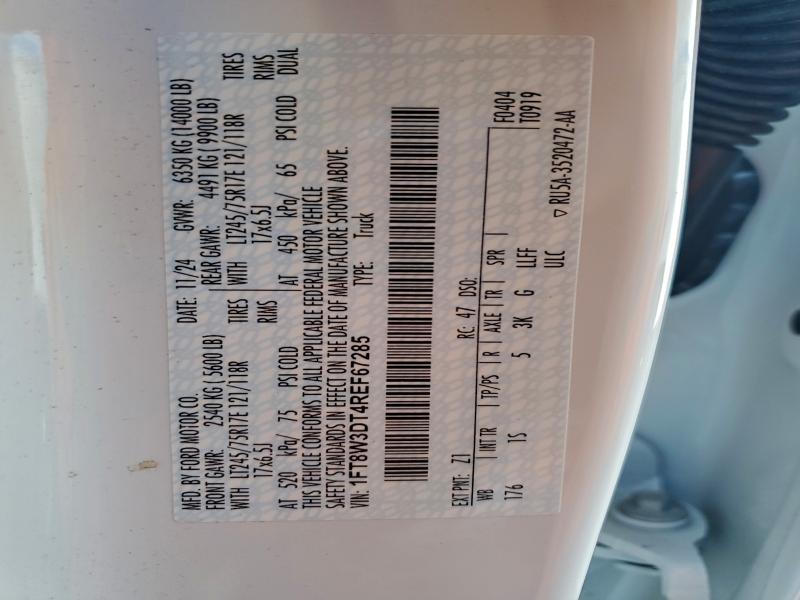 MFD. BY FORD MOTOR CO.
DATE: 11/24 GVWR: 6350 KG (14000 LB)
FRONT GAWR: 2540 KG (5600 LB) REAR GAWR: 4491 KG (9900 LB)
WITH LT245/75R17E 121/118R TIRES WITH LT245/75R17E 121/118R TIRES
17x6.5J RIMS 17x6.5J RIMS
AT 520 kPa/ 75 PSI COLD AT 450 kPa/ 65 PSI COLD DUAL
THIS VEHICLE CONFORMS TO ALL APPLICABLE FEDERAL MOTOR VEHICLE
SAFETY STANDARDS IN EFFECT ON THE DATE OF MANUFACTURE SHOWN ABOVE.
VIN: 1FT8W3DT4REF67285 TYPE: Truck
EXT PNT: Z1 RC: 47 DSO: F0404
WB INT TR TP/PS R AXLE TR SPR T0919
176 1S 5 3K G LLFF
ULC ▽ RU5A-3520472-AA